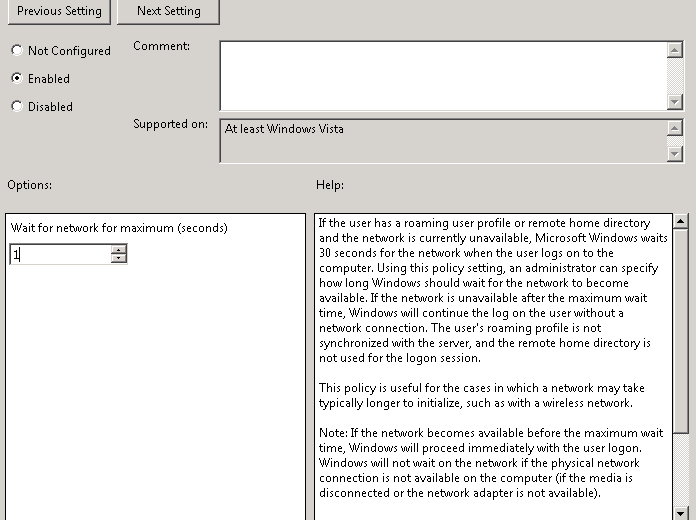 Previous Setting
Next Setting
Not Configured
Comment:
Enabled
Disabled
Supported on:
At least Windows Vista
Options:
Help:
Wait for network for maximum (seconds)
1
If the user has a roaming user profile or remote home directory
and the network is currently unavailable, Microsoft Windows waits
30 seconds for the network when the user logs on to the
computer. Using this policy setting, an administrator can specify
how long Windows should wait for the network to become
available. If the network is unavailable after the maximum wait
time, Windows will continue the log on the user without a
network connection. The user's roaming profile is not
synchronized with the server, and the remote home directory is
not used for the logon session.
This policy is useful for the cases in which a network may take
typically longer to initialize, such as with a wireless network.
Note: If the network becomes available before the maximum wait
time, Windows will proceed immediately with the user logon.
Windows will not wait on the network if the physical network
connection is not available on the computer (if the media is
disconnected or the network adapter is not available).